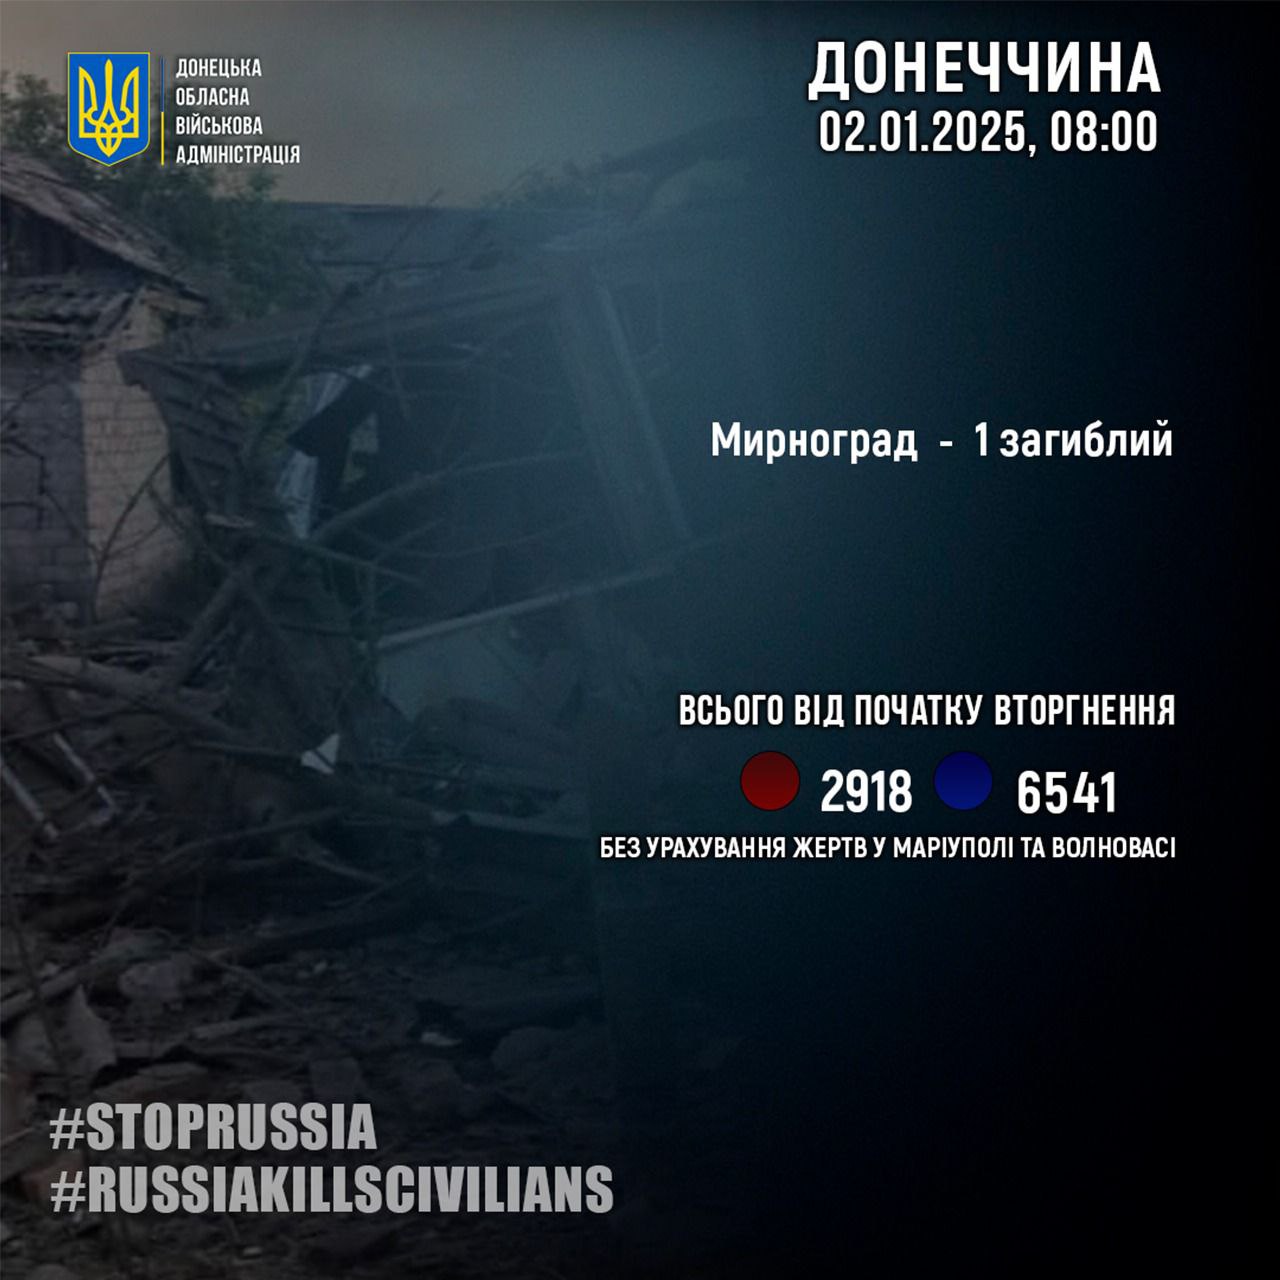 ДОНЕЦЬКА
ОБЛАСНА
ВІЙСЬКОВА
АДМІНІСТРАЦІЯ
ДОНЕЧЧИНА
02.01.2025, 08:00
Мирноград - 1 загиблий
ВСЬОГО ВІД ПОЧАТКУ ВТОРГНЕННЯ
2918 6541
БЕЗ УРАХУВАННЯ ЖЕРТВ У МАРІУПОЛІ ТА ВОЛНОВАСІ
#STOPRUSSIA
#RUSSIAKILLSCIVILIANS